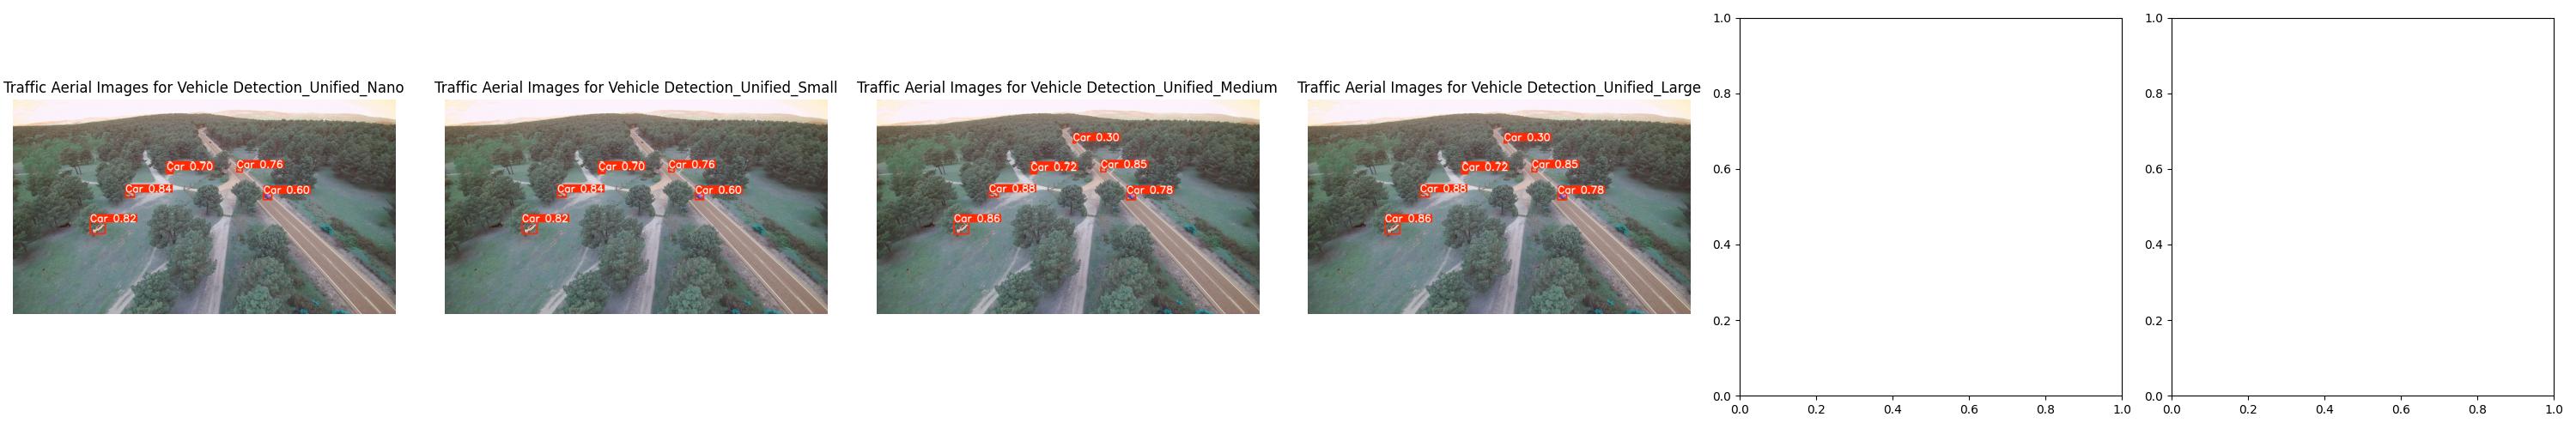 Traffic Aerial Images for Vehicle Detection_Unified_Nano
Car 0.70
Car 0.76
Car 0.84
Car 0.60
Car 0.82
Traffic Aerial Images for Vehicle Detection_Unified_Small
Car 0.70
Car 0.76
Car 0.84
Car 0.60
Car 0.82
Traffic Aerial Images for Vehicle Detection_Unified_Medium
Car 0.30
Car 0.72
Car 0.85
Car 0.88
Car 0.78
Car 0.86
Traffic Aerial Images for Vehicle Detection_Unified_Large
Car 0.30
Car 0.72
Car 0.85
Car 0.88
Car 0.78
Car 0.86
1.0
0.8
0.6
0.4
0.2
0.0
0.0 0.2 0.4 0.6 0.8 1.0
1.0
0.8
0.6
0.4
0.2
0.0
0.0 0.2 0.4 0.6 0.8 1.0